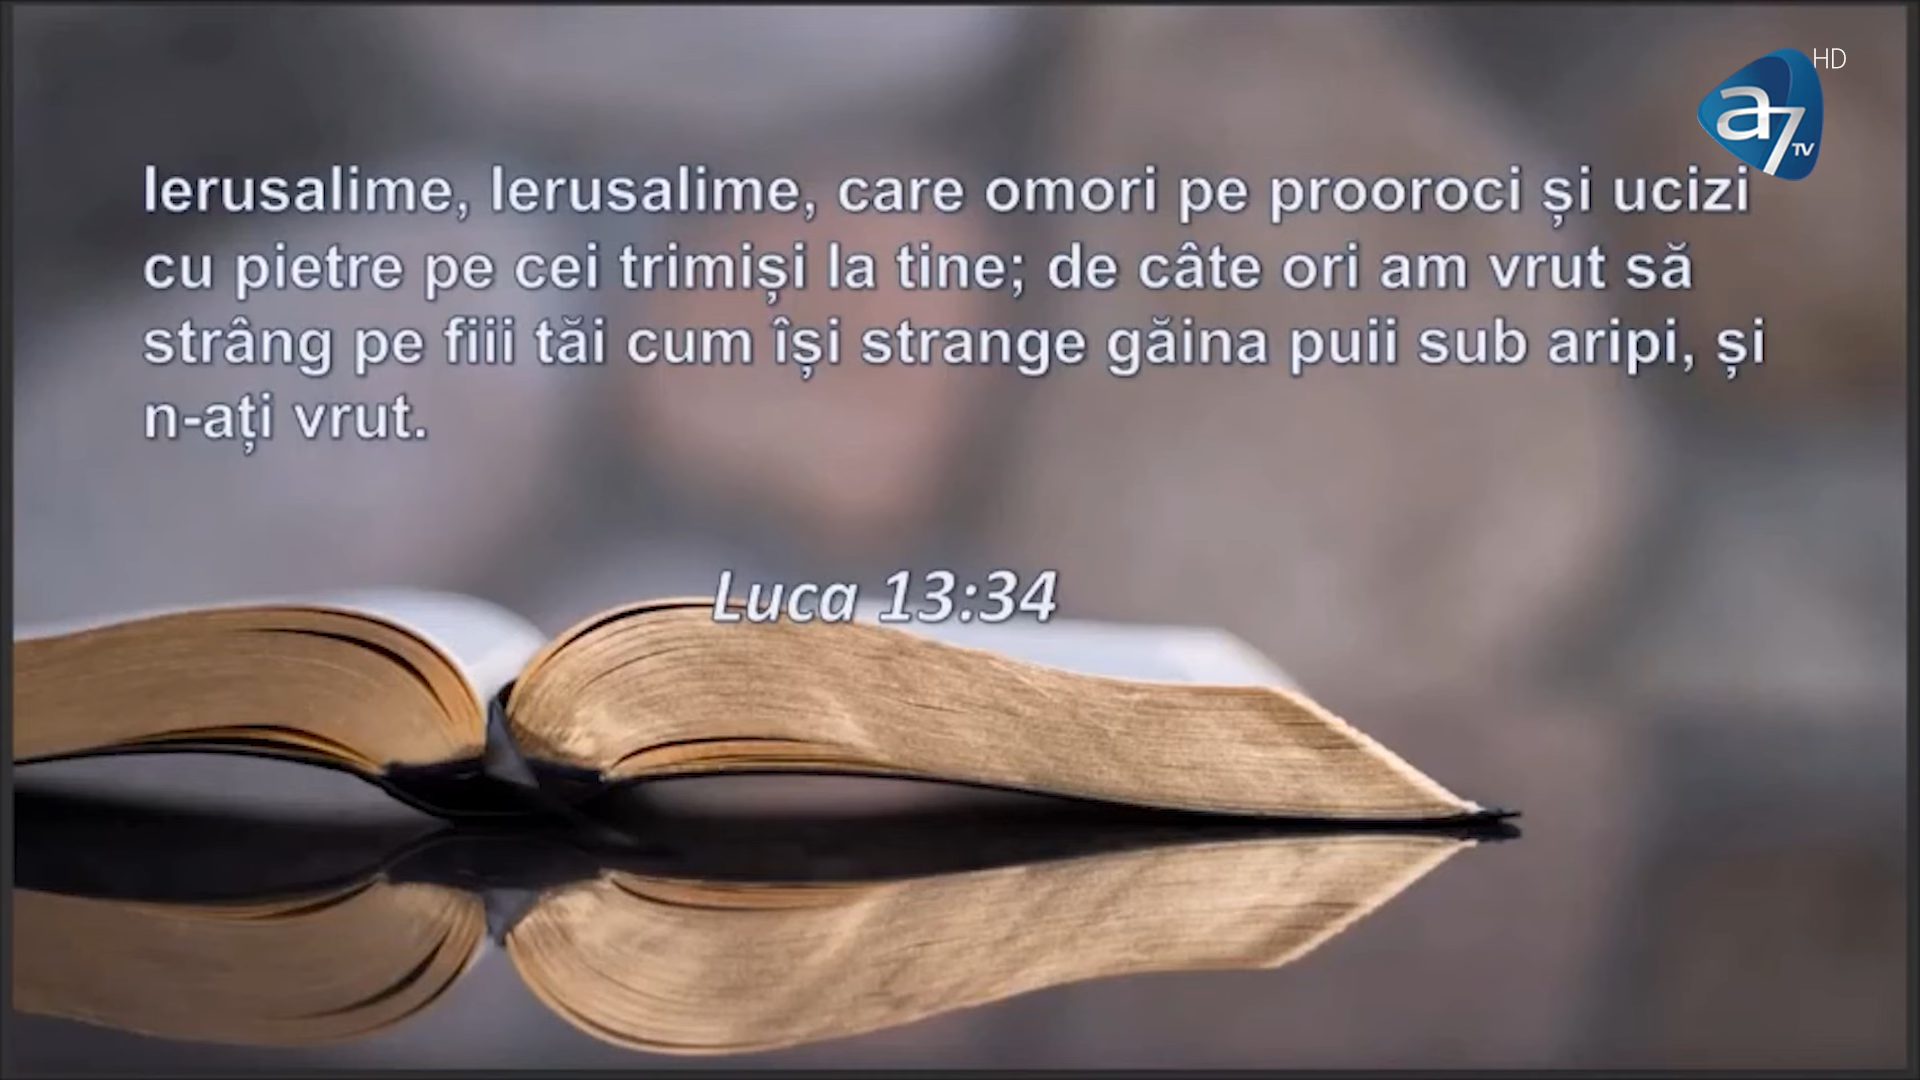 HD
a7 TV
Ierusalime, Ierusalime, care omori pe prooroci și ucizi
cu pietre pe cei trimiși la tine; de câte ori am vrut să
strâng pe fiii tăi cum își strange găina puii sub aripi, și
n-ați vrut.
Luca 13:34